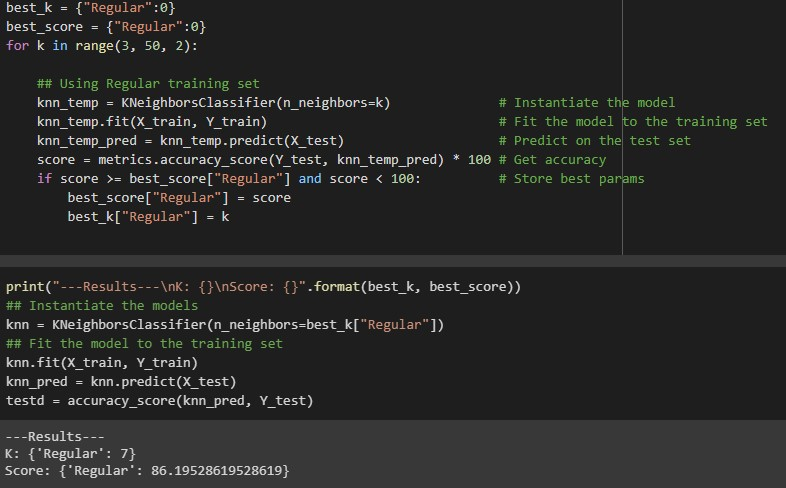 best_k = {"Regular":0}
best_score = {"Regular":0}
for k in range(3, 50, 2):
## Using Regular training set
knn_temp = KNeighborsClassifier(n_neighbors=k) # Instantiate the model
knn_temp.fit(X_train, Y_train) # Fit the model to the training set
knn_temp_pred = knn_temp.predict(X_test) # Predict on the test set
score = metrics.accuracy_score(Y_test, knn_temp_pred) * 100 # Get accuracy
if score >= best_score["Regular"] and score < 100: # Store best params
best_score["Regular"] = score
best_k["Regular"] = k
print("---Results---\nK: {}\nScore: {}".format(best_k, best_score))
## Instantiate the models
knn = KNeighborsClassifier(n_neighbors=best_k["Regular"])
## Fit the model to the training set
knn.fit(X_train, Y_train)
knn_pred = knn.predict(X_test)
testd = accuracy_score(knn_pred, Y_test)
---Results---
K: {'Regular': 7}
Score: {'Regular': 86.19528619528619}